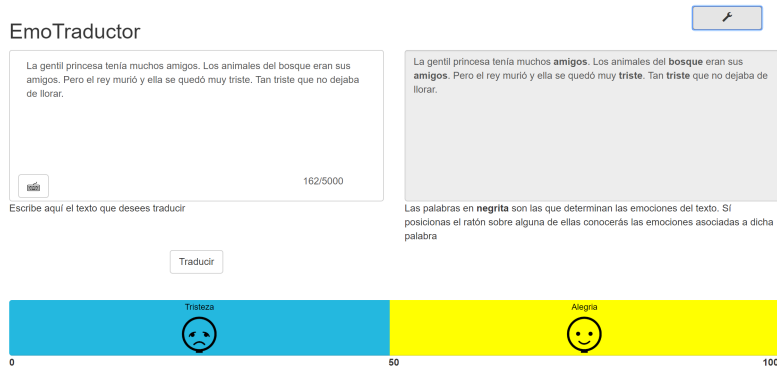 EmoTraductor
La gentil princesa tenía muchos amigos. Los animales del bosque eran sus
amigos. Pero el rey murió y ella se quedó muy triste. Tan triste que no dejaba
de llorar.
162/5000
Escribe aquí el texto que desees traducir
La gentil princesa tenía muchos amigos. Los animales del bosque eran sus
amigos. Pero el rey murió y ella se quedó muy triste. Tan triste que no dejaba de
llorar.
Las palabras en negrita son las que determinan las emociones del texto. Sí
posicionas el ratón sobre alguna de ellas conocerás las emociones asociadas a dicha
palabra
Traducir
Tristeza
Alegria
0
50
100